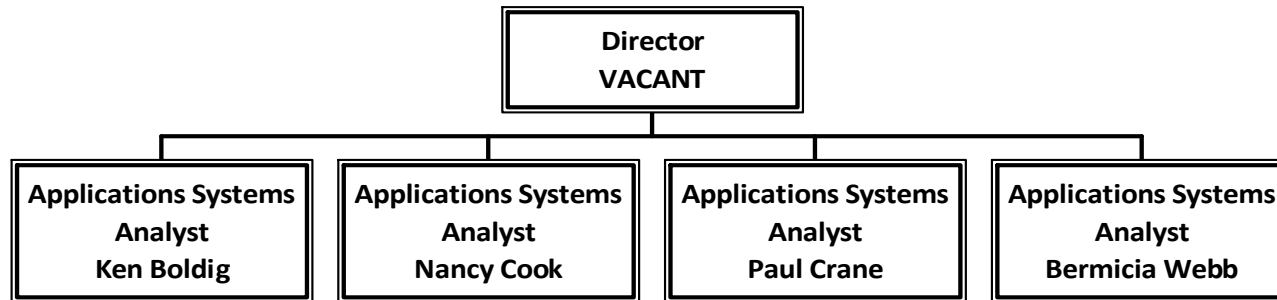 Director
VACANT
Applications Systems
Analyst
Ken Boldig
Applications Systems
Analyst
Nancy Cook
Applications Systems
Analyst
Paul Crane
Applications Systems
Analyst
Bermicia Webb